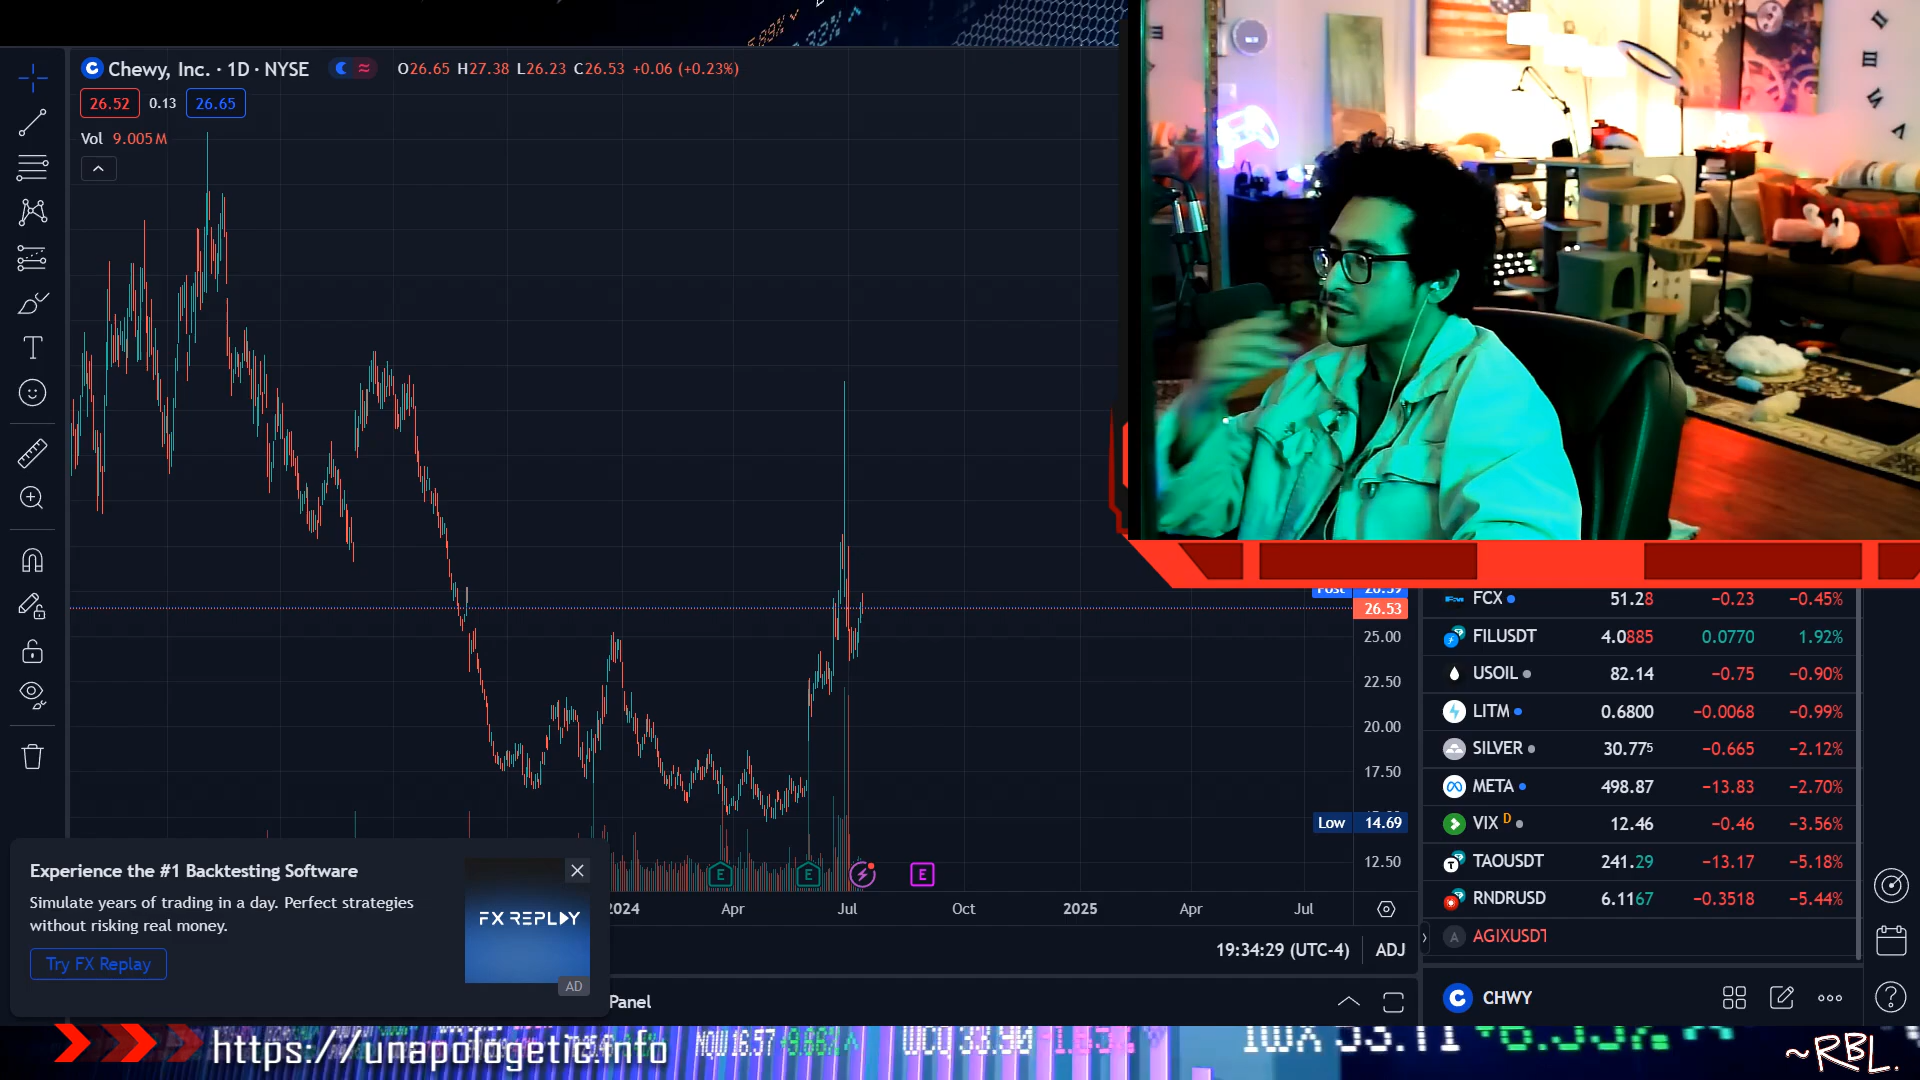 Chewy, Inc. · 1D · NYSE
O26.65 H27.38 L26.23 C26.53 +0.06 (+0.23%)
26.52 0.13 26.65
Vol 9.005M
26.53
25.00
22.50
20.00
17.50
Low 14.69
12.50
E E E
2024 Apr Jul Oct 2025 Apr Jul
19:34:29 (UTC-4) ADJ
Panel
Experience the #1 Backtesting Software
Simulate years of trading in a day. Perfect strategies
without risking real money.
Try FX Replay
FX REPLAY
AD
FCX 51.28 −0.23 −0.45%
FILUSDT 4.0885 0.0770 1.92%
USOIL 82.14 −0.75 −0.90%
LITM 0.6800 −0.0068 −0.99%
SILVER 30.775 −0.665 −2.12%
META 498.87 −13.83 −2.70%
VIX D 12.46 −0.46 −3.56%
TAOUSDT 241.29 −13.17 −5.18%
RNDRUSD 6.1167 −0.3518 −5.44%
A AGIXUSDT
CHWY
https://unapologetic.info
~RBL.